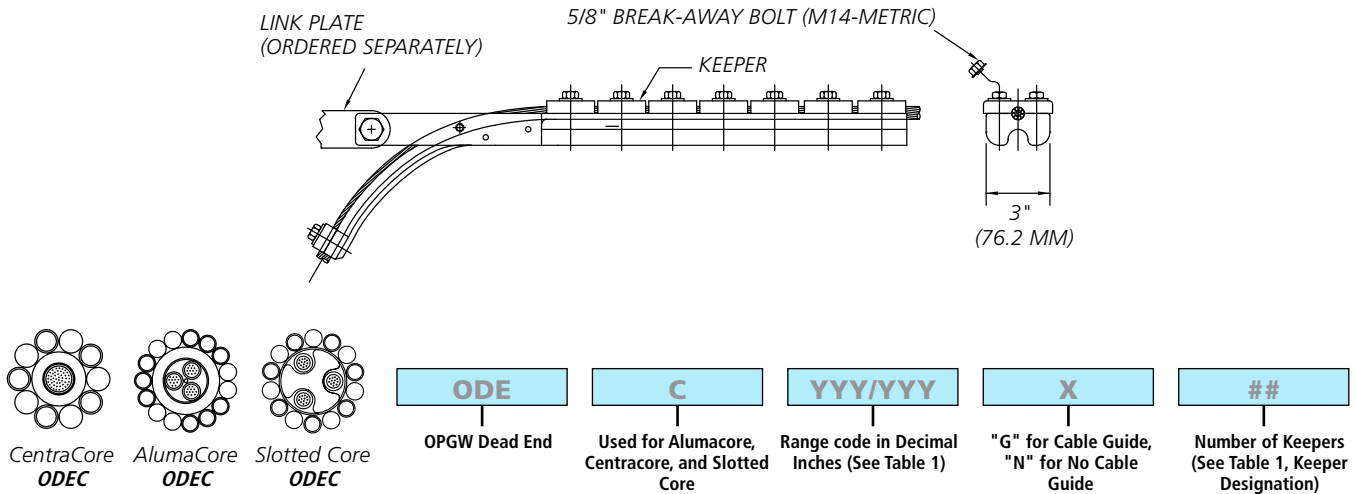 LINK PLATE
(ORDERED SEPARATELY)
5/8" BREAK-AWAY BOLT (M14-METRIC)
KEEPER
3"
(76.2 MM)
CentraCore
ODEC
AlumaCore
ODEC
Slotted Core
ODEC
ODE
OPGW Dead End
C
Used for Alumacore,
Centracore, and Slotted
Core
YYY/YYY
Range code in Decimal
Inches (See Table 1)
X
"G" for Cable Guide,
"N" for No Cable
Guide
##
Number of Keepers
(See Table 1, Keeper
Designation)